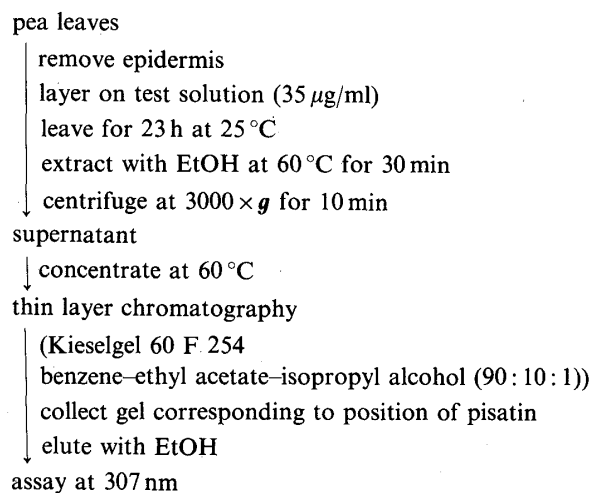 pea leaves
remove epidermis
layer on test solution (35 μg/ml)
leave for 23 h at 25 °C
extract with EtOH at 60 °C for 30 min
centrifuge at 3000 × g for 10 min
supernatant
concentrate at 60 °C
thin layer chromatography
(Kieselgel 60 F 254
benzene–ethyl acetate–isopropyl alcohol (90 : 10 : 1))
collect gel corresponding to position of pisatin
elute with EtOH
assay at 307 nm